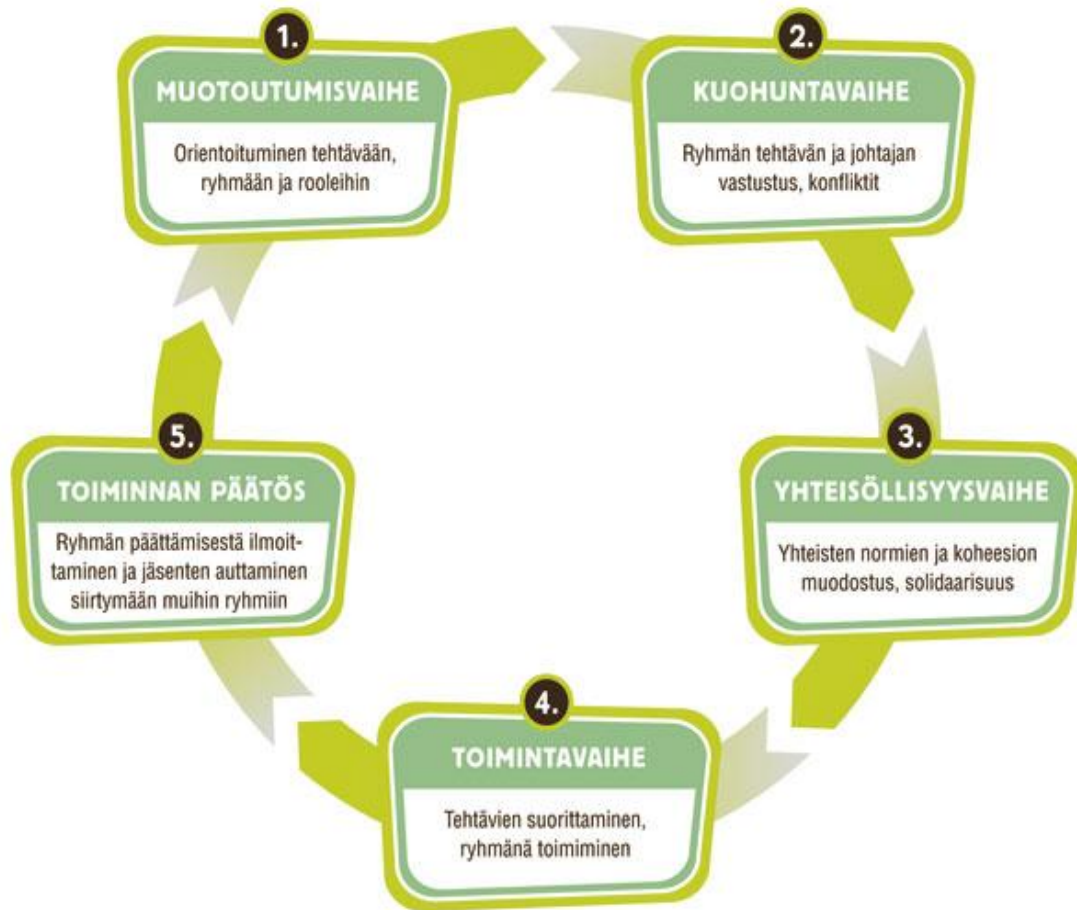 1.
MUOTOUTUMISVAIHE
Orientoituminen tehtävään,
ryhmään ja rooleihin
2.
KUOHUNTAVAIHE
Ryhmän tehtävän ja johtajan
vastustus, konfliktit
3.
YHTEISÖLLISYYSVAIHE
Yhteisten normien ja koheesion
muodostus, solidaarisuus
4.
TOIMINTAVAIHE
Tehtävien suorittaminen,
ryhmänä toimiminen
5.
TOIMINNAN PÄÄTÖS
Ryhmän päättämisestä ilmoit-
taminen ja jäsenten auttaminen
siirtymään muihin ryhmiin